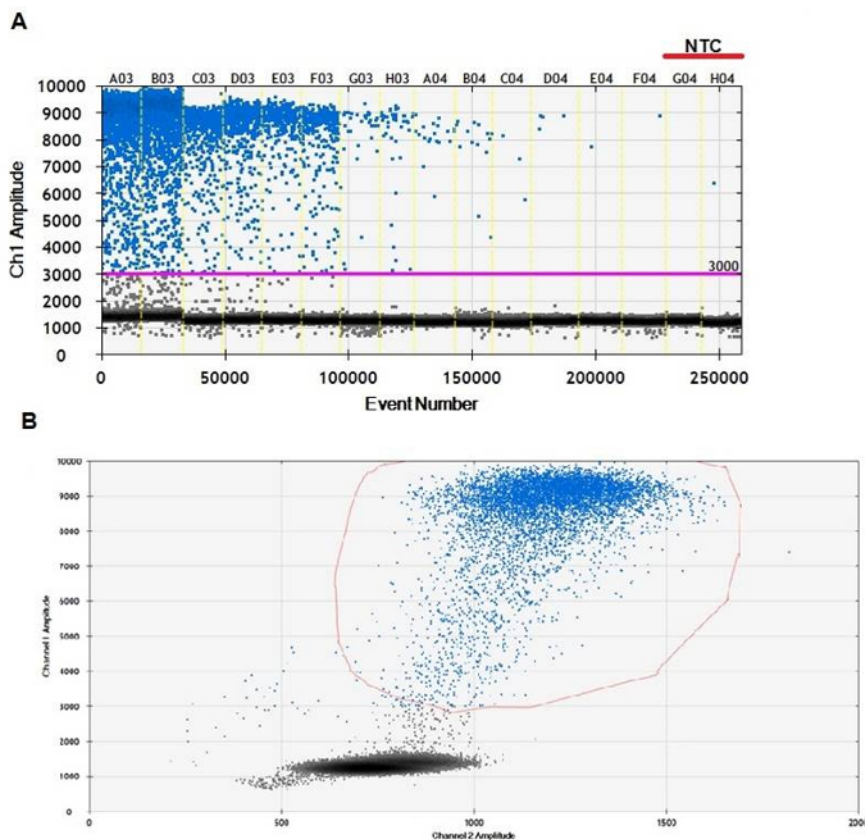 A
NTC
A03 B03 C03 D03 E03 F03 G03 H03 A04 B04 C04 D04 E04 F04 G04 H04
10000
9000
8000
7000
6000
5000
4000
3000
3000
2000
1000
0
Ch1 Amplitude
0 50000 100000 150000 200000 250000
Event Number
B
10000
9000
8000
7000
6000
5000
4000
3000
2000
1000
0
Channel 1 Amplitude
0 500 1000 1500 200
Channel 2 Amplitude